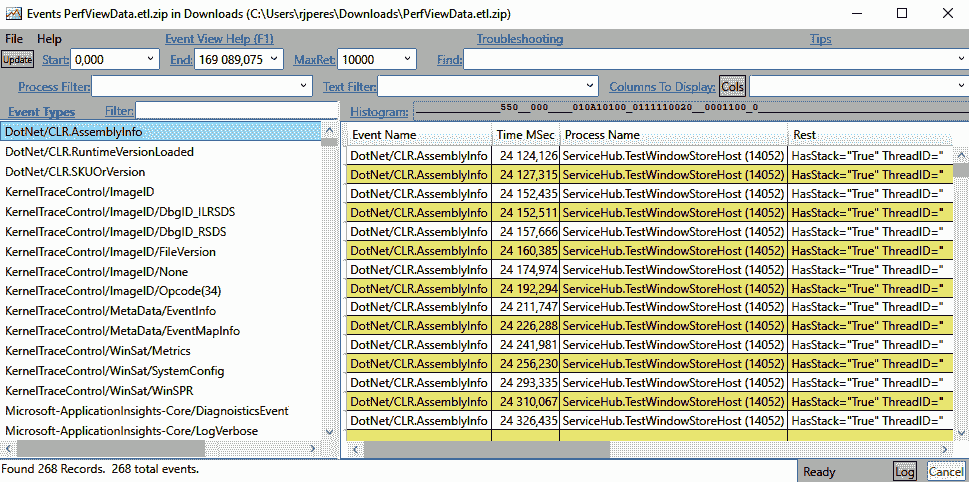 Events PerfViewData.etl.zip in Downloads (C:\Users\rjperes\Downloads\PerfViewData.etl.zip)
File Help Event View Help (F1) Troubleshooting Tips
Update Start: 0,000 End: 169 089,075 MaxRet: 10000 Find:
Process Filter: Text Filter: Columns To Display: Cols
Event Types Filter: Histogram: _____________550__000____010A10100_0111110020__0001100_0
DotNet/CLR.AssemblyInfo
DotNet/CLR.RuntimeVersionLoaded
DotNet/CLR.SKUOrVersion
KernelTraceControl/ImageID
KernelTraceControl/ImageID/DbgID_ILRSDS
KernelTraceControl/ImageID/DbgID_RSDS
KernelTraceControl/ImageID/FileVersion
KernelTraceControl/ImageID/None
KernelTraceControl/ImageID/Opcode(34)
KernelTraceControl/MetaData/EventInfo
KernelTraceControl/MetaData/EventMapInfo
KernelTraceControl/WinSat/Metrics
KernelTraceControl/WinSat/SystemConfig
KernelTraceControl/WinSat/WinSPR
Microsoft-ApplicationInsights-Core/DiagnoisticsEvent
Microsoft-ApplicationInsights-Core/LogVerbose
Event Name Time MSec Process Name Rest
DotNet/CLR.AssemblyInfo 24 124,126 ServiceHub.TestWindowStoreHost (14052) HasStack="True" ThreadID="
DotNet/CLR.AssemblyInfo 24 127,315 ServiceHub.TestWindowStoreHost (14052) HasStack="True" ThreadID="
DotNet/CLR.AssemblyInfo 24 152,435 ServiceHub.TestWindowStoreHost (14052) HasStack="True" ThreadID="
DotNet/CLR.AssemblyInfo 24 152,511 ServiceHub.TestWindowStoreHost (14052) HasStack="True" ThreadID="
DotNet/CLR.AssemblyInfo 24 157,666 ServiceHub.TestWindowStoreHost (14052) HasStack="True" ThreadID="
DotNet/CLR.AssemblyInfo 24 160,385 ServiceHub.TestWindowStoreHost (14052) HasStack="True" ThreadID="
DotNet/CLR.AssemblyInfo 24 174,974 ServiceHub.TestWindowStoreHost (14052) HasStack="True" ThreadID="
DotNet/CLR.AssemblyInfo 24 192,294 ServiceHub.TestWindowStoreHost (14052) HasStack="True" ThreadID="
DotNet/CLR.AssemblyInfo 24 211,747 ServiceHub.TestWindowStoreHost (14052) HasStack="True" ThreadID="
DotNet/CLR.AssemblyInfo 24 226,288 ServiceHub.TestWindowStoreHost (14052) HasStack="True" ThreadID="
DotNet/CLR.AssemblyInfo 24 241,981 ServiceHub.TestWindowStoreHost (14052) HasStack="True" ThreadID="
DotNet/CLR.AssemblyInfo 24 256,230 ServiceHub.TestWindowStoreHost (14052) HasStack="True" ThreadID="
DotNet/CLR.AssemblyInfo 24 293,335 ServiceHub.TestWindowStoreHost (14052) HasStack="True" ThreadID="
DotNet/CLR.AssemblyInfo 24 310,067 ServiceHub.TestWindowStoreHost (14052) HasStack="True" ThreadID="
DotNet/CLR.AssemblyInfo 24 326,435 ServiceHub.TestWindowStoreHost (14052) HasStack="True" ThreadID="
Found 268 Records. 268 total events. Ready Log Cancel